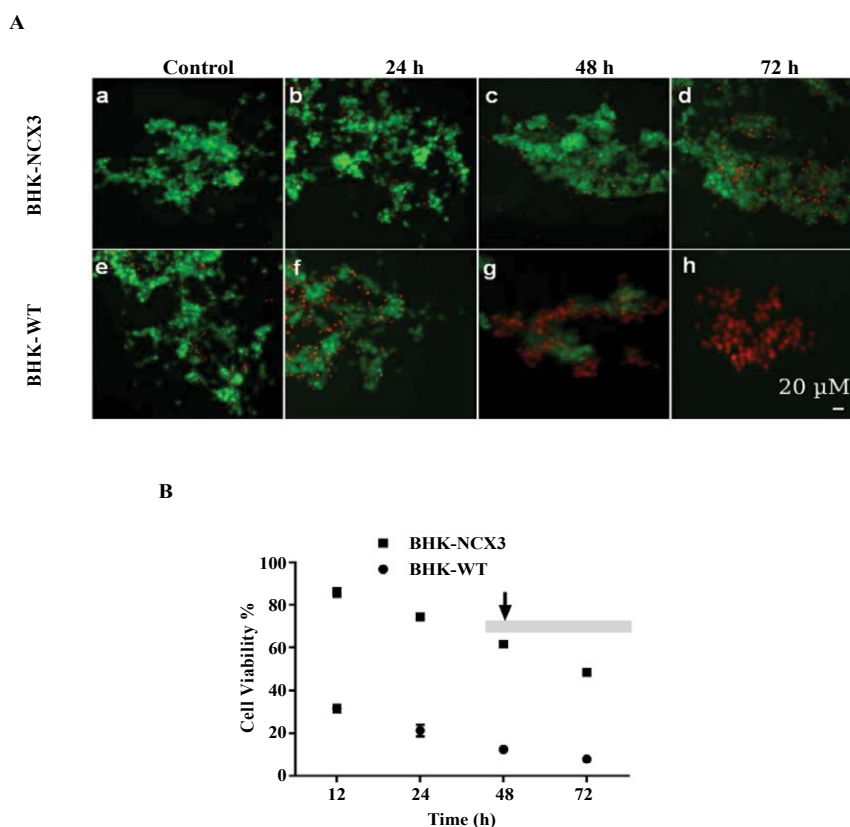 A
Control 24 h 48 h 72 h
BHK-NCX3
a b c d
BHK-WT
e f g h
20 µM
B
BHK-NCX3
BHK-WT
100
80
60
40
20
0
Cell Viability %
12 24 48 72
Time (h)